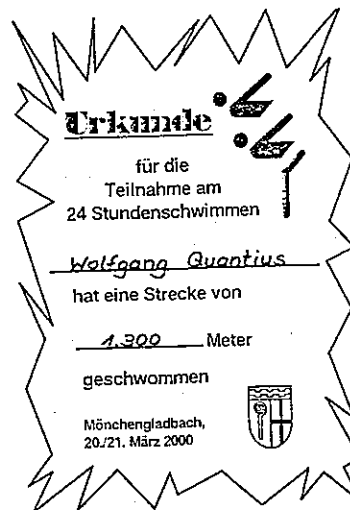 Urkunde
für die
Teilnahme am
24 Stundenschwimmen
Wolfgang Quantius
hat eine Strecke von
1.300 Meter
geschwommen
Mönchengladbach,
20./21. März 2000